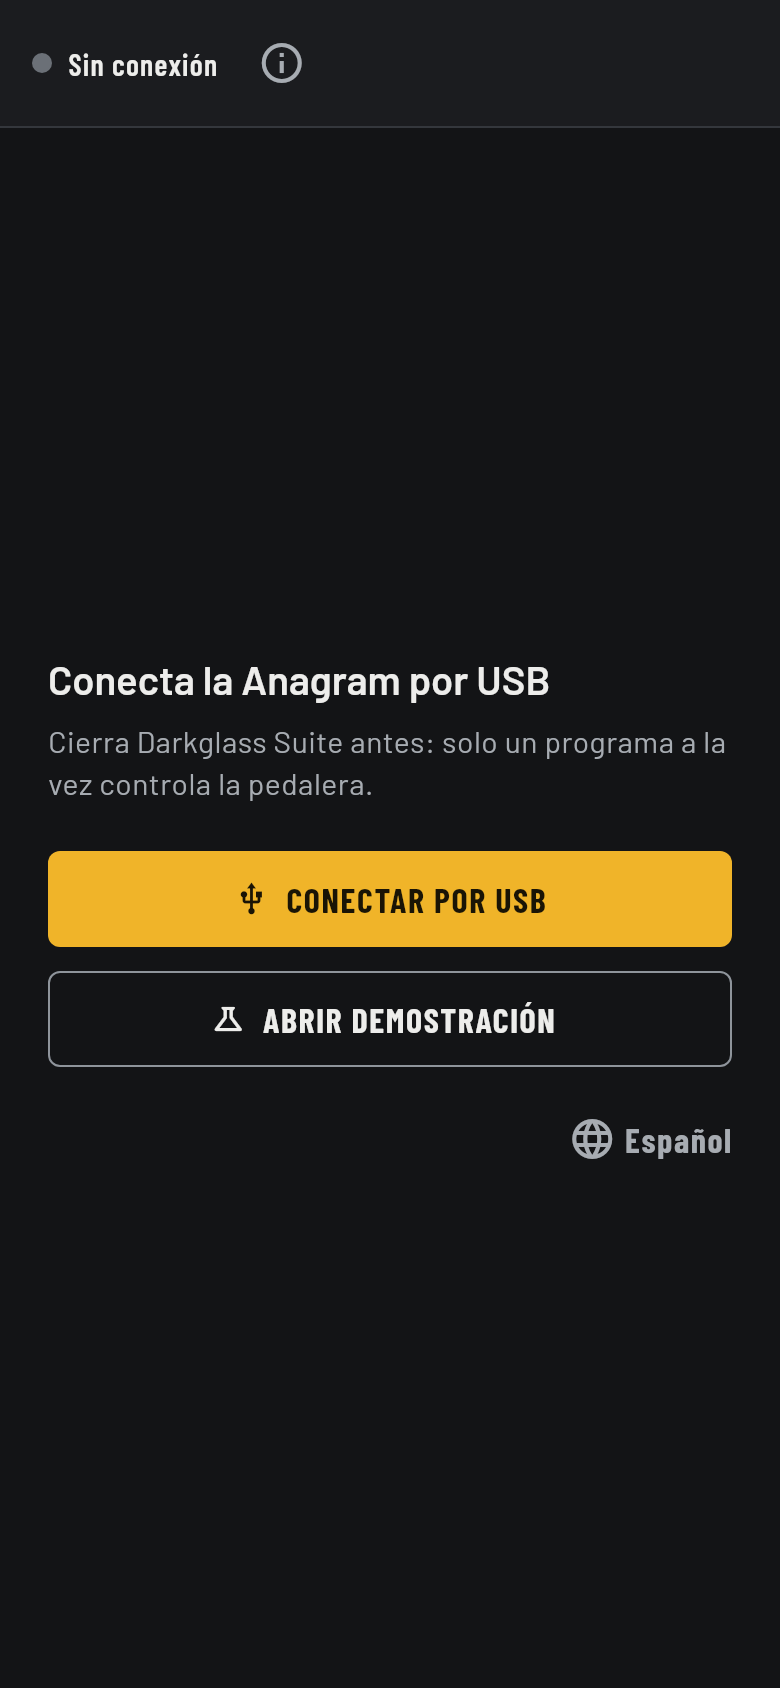 Sin conexión
Conecta la Anagram por USB
Cierra Darkglass Suite antes: solo un programa a la
vez controla la pedalera.
CONECTAR POR USB
ABRIR DEMOSTRACIÓN
Español